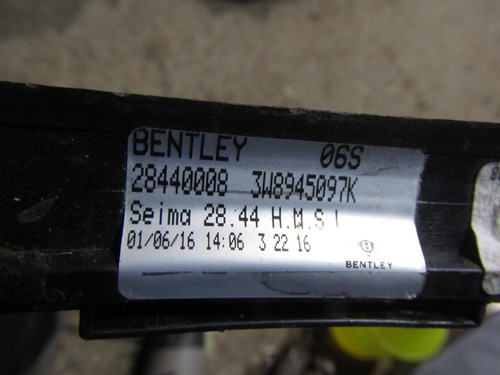 BENTLEY 06S
28440008 3W8945097K
Seima 28.44 H.M.S !
01/06/16 14:06 3 22 16
BENTLEY